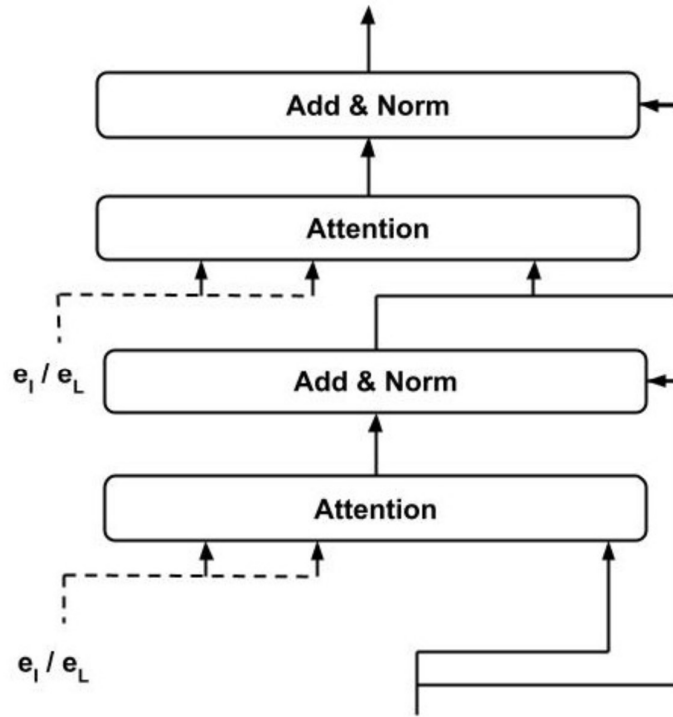 Add & Norm
Attention
e_I / e_L
Add & Norm
Attention
e_I / e_L